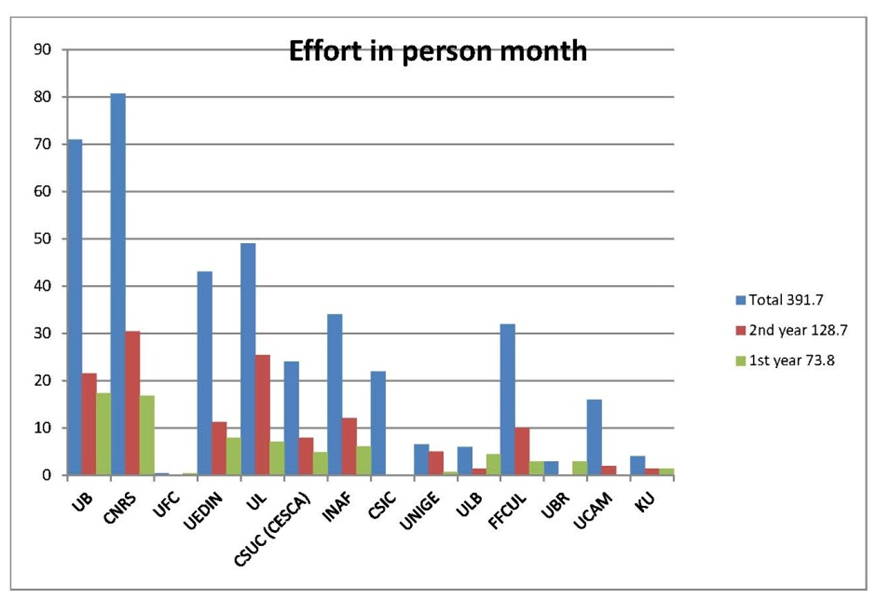 Effort in person month
90
80
70
60
50
40
30
20
10
0
UB
CNRS
UFC
UEDIN
UL
CSUC (CESCA)
INAF
CSIC
UNIGE
ULB
FFCUL
UBR
UCAM
KU
Total 391.7
2nd year 128.7
1st year 73.8